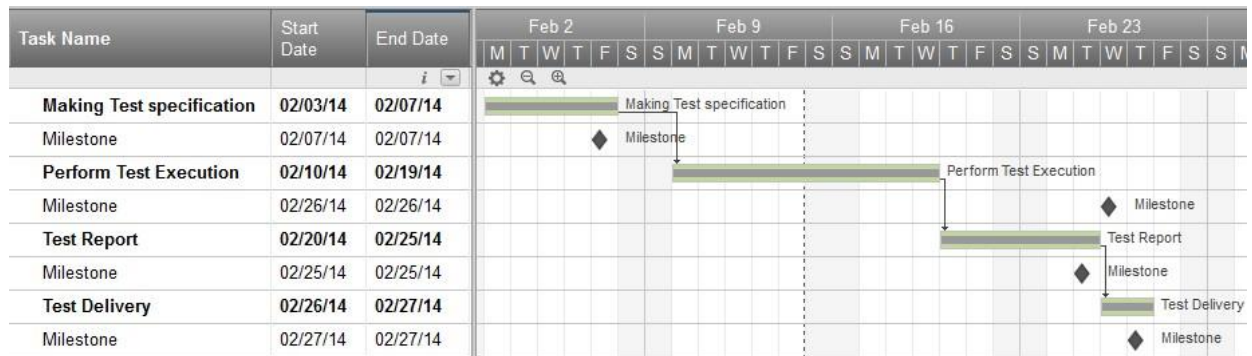 Task Name Start Date End Date Feb 2 Feb 9 Feb 16 Feb 23
M T W T F S S M T W T F S S M T W T F S S M T W T F S S M
i
Making Test specification 02/03/14 02/07/14 Making Test specification
Milestone 02/07/14 02/07/14 Milestone
Perform Test Execution 02/10/14 02/19/14 Perform Test Execution
Milestone 02/26/14 02/26/14 Milestone
Test Report 02/20/14 02/25/14 Test Report
Milestone 02/25/14 02/25/14 Milestone
Test Delivery 02/26/14 02/27/14 Test Delivery
Milestone 02/27/14 02/27/14 Milestone